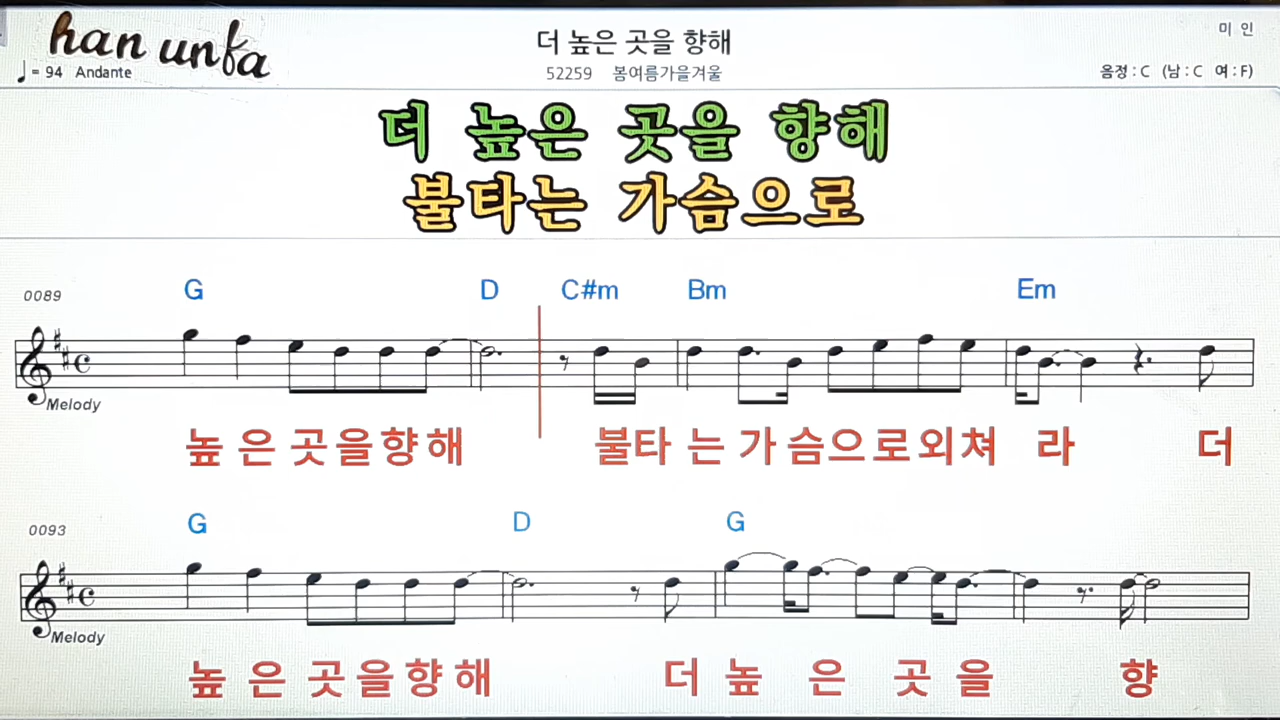 han unfa
더 높은 곳을 향해
미 인
♩ = 94 Andante
52259 봄여름가을겨울
음정 : C (남 : C 여 : F)
더 높은 곳을 향해
불타는 가슴으로
0089
G D C#m Bm Em
Melody
높 은 곳을향해 불타 는 가 슴으로외쳐 라 더
0093
G D G
Melody
높 은 곳을향해 더 높 은 곳 을 향